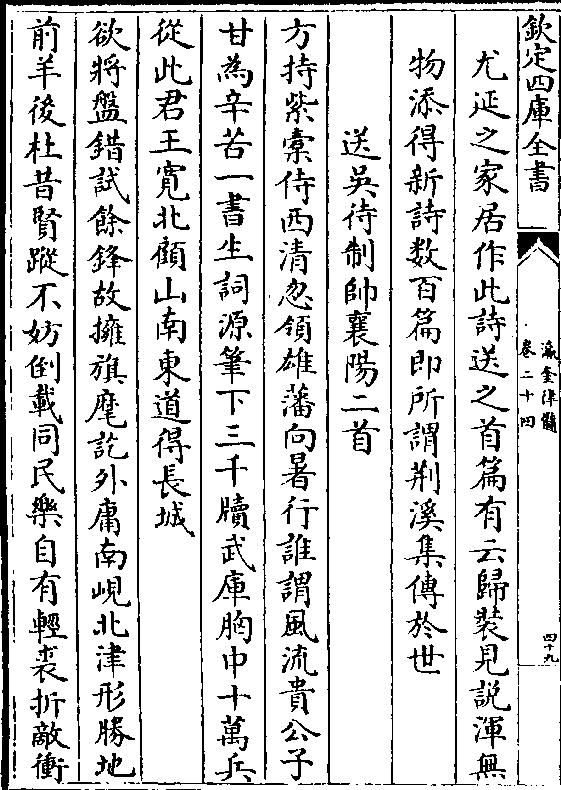 欽定四庫全書
瀛奎律髓
卷二十四
四十九
尤延之家居作此詩送之首篇有云歸裝見説渾無
物添得新詩数百篇即所謂荆溪集傳於世
送吳待制帥襄陽二首
方持紫橐侍西清忽領雄藩向暑行誰謂風流貴公子
甘為辛苦一書生詞源筆下三千牘武庫胸中十萬兵
從此君王寛北顧山南東道得長城
欲將盤錯試餘鋒故擁旗麾訖外庸南峴北津形勝地
前羊後杜昔賢蹤不妨倒載同民樂自有輕裘折敵衝